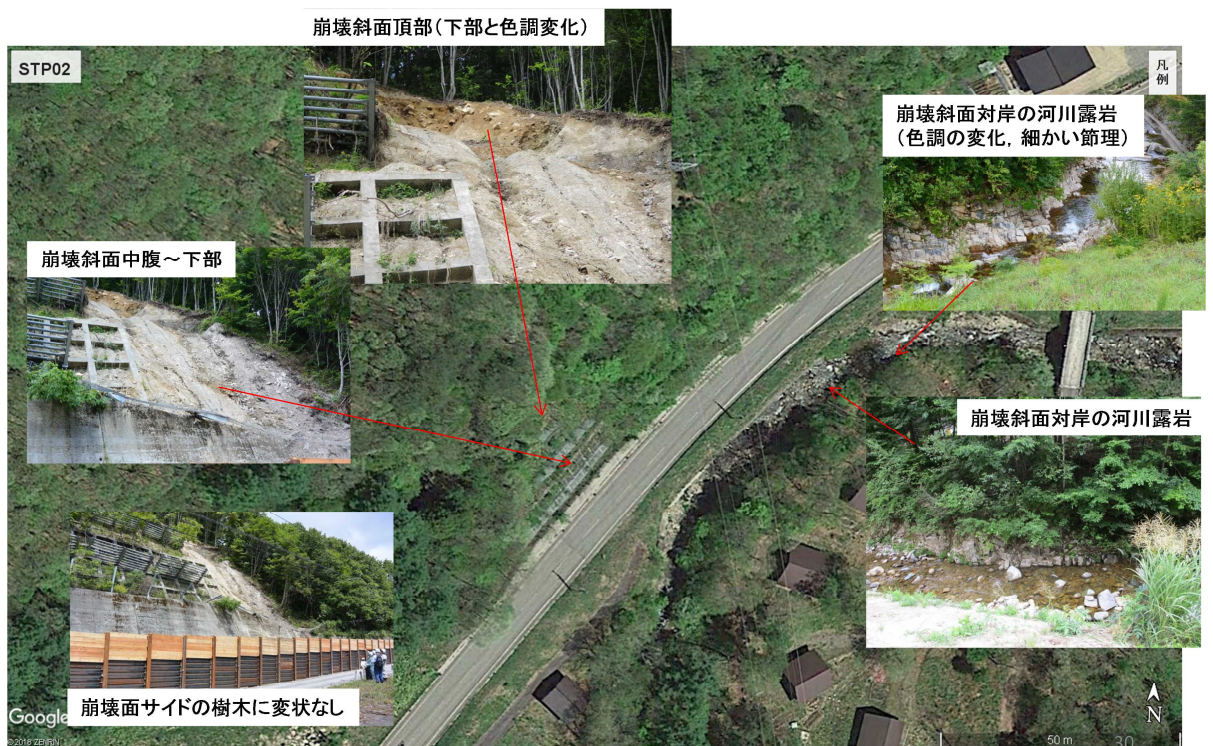 崩壊斜面頂部(下部と色調変化)
STP02
凡
例
崩壊斜面対岸の河川露岩
(色調の変化, 細かい節理)
崩壊斜面中腹～下部
崩壊斜面対岸の河川露岩
崩壊面サイドの樹木に変状なし
Google
©2018 ZENRIN
N
50 m
30